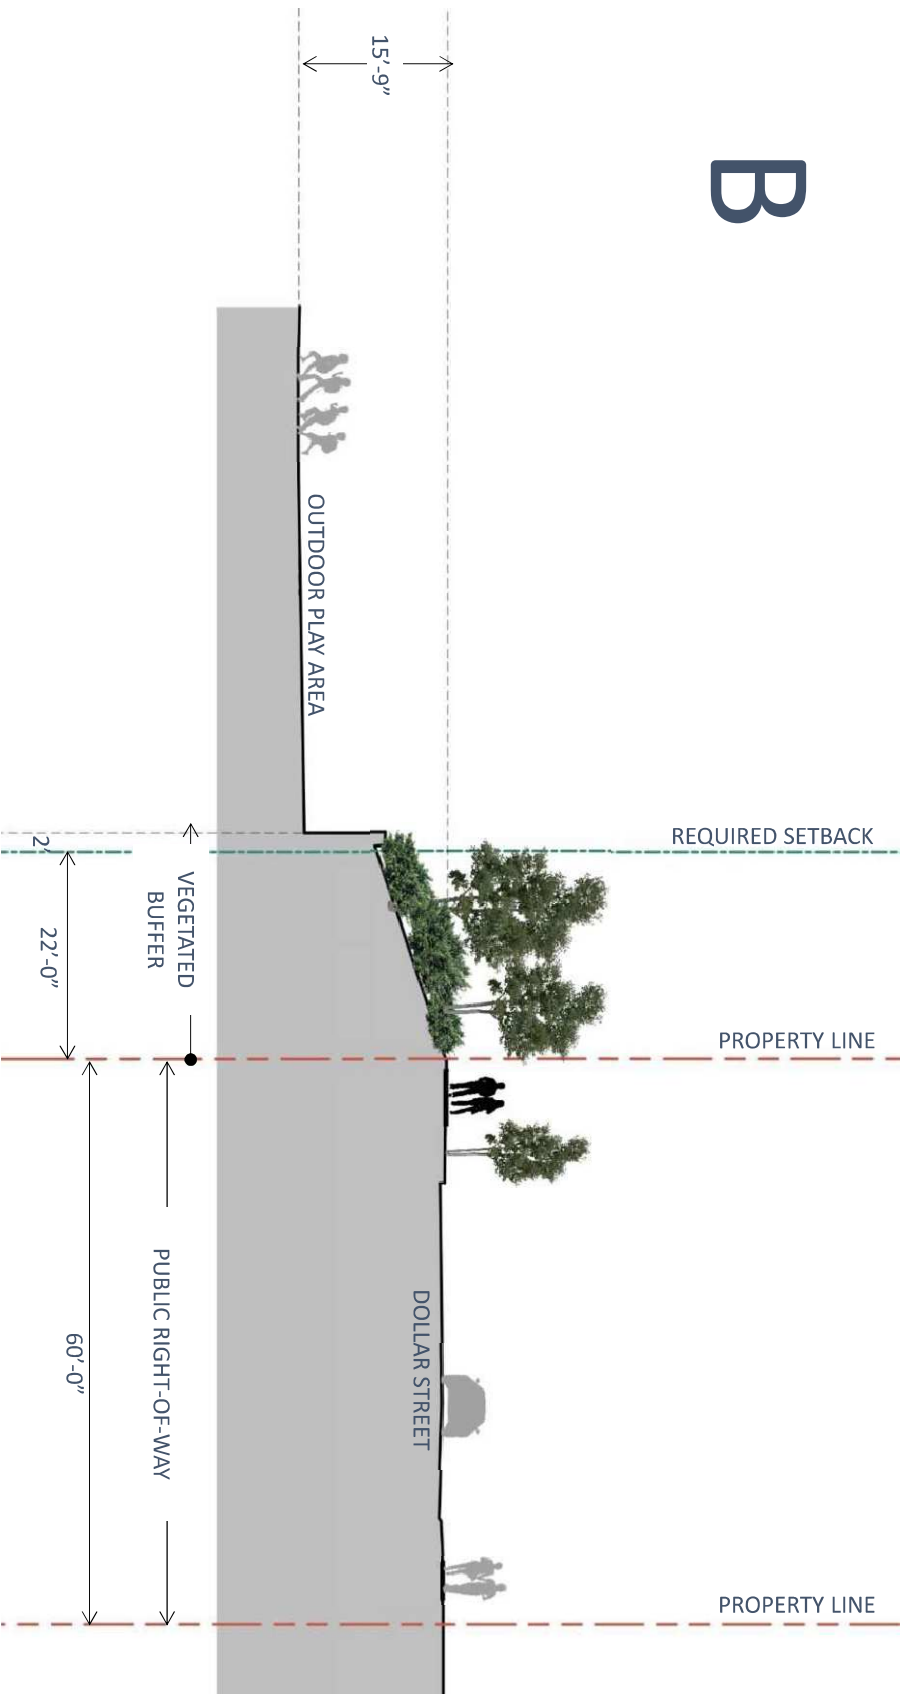 B
15'-9"
OUTDOOR PLAY AREA
REQUIRED SETBACK
2'
22'-0"
VEGETATED
BUFFER
PROPERTY LINE
DOLLAR STREET
PUBLIC RIGHT-OF-WAY
60'-0"
PROPERTY LINE